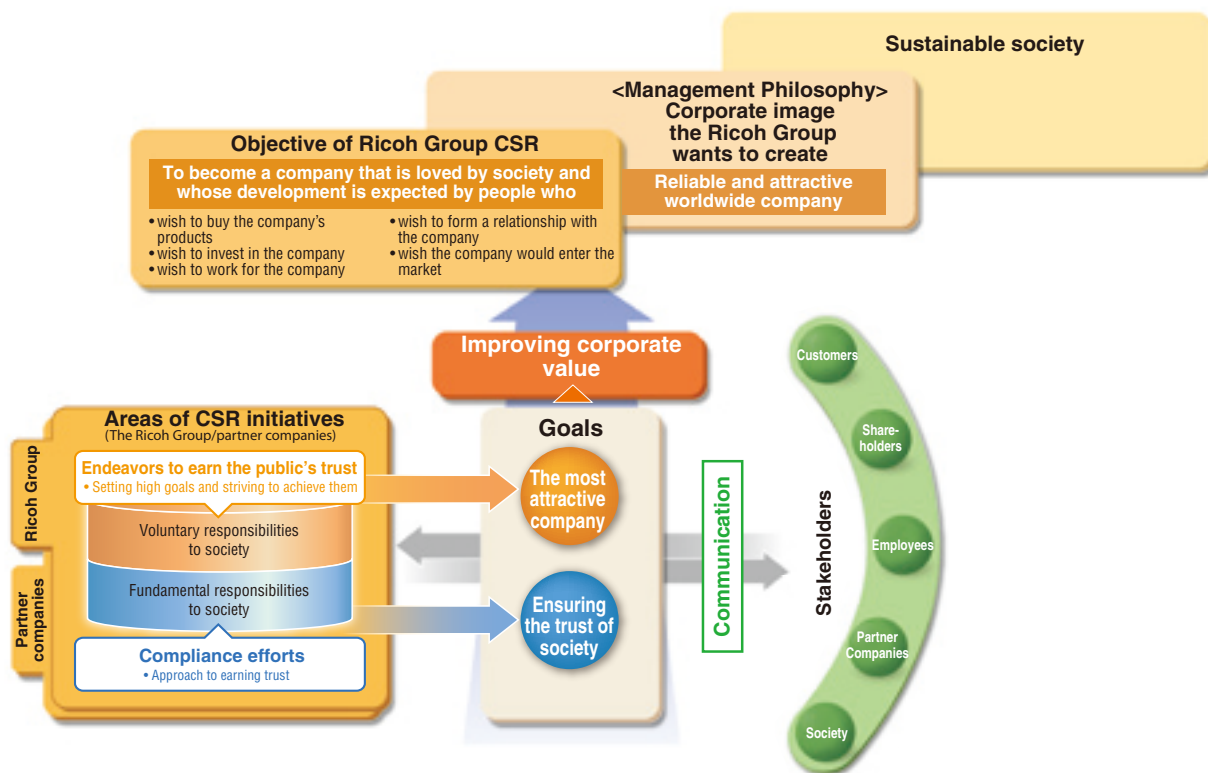 Sustainable society
<Management Philosophy>
Corporate image
the Ricoh Group
wants to create
Reliable and attractive
worldwide company
Objective of Ricoh Group CSR
To become a company that is loved by society and
whose development is expected by people who
• wish to buy the company's
products
• wish to invest in the company
• wish to work for the company
• wish to form a relationship with
the company
• wish the company would enter the
market
Improving corporate
value
Areas of CSR initiatives
(The Ricoh Group/partner companies)
Ricoh Group
Endeavors to earn the public's trust
• Setting high goals and striving to achieve them
Voluntary responsibilities
to society
Partner
companies
Fundamental responsibilities
to society
Compliance efforts
• Approach to earning trust
Goals
The most
attractive
company
Ensuring
the trust of
society
Communication
Stakeholders
Customers
Share-
holders
Employees
Partner
Companies
Society